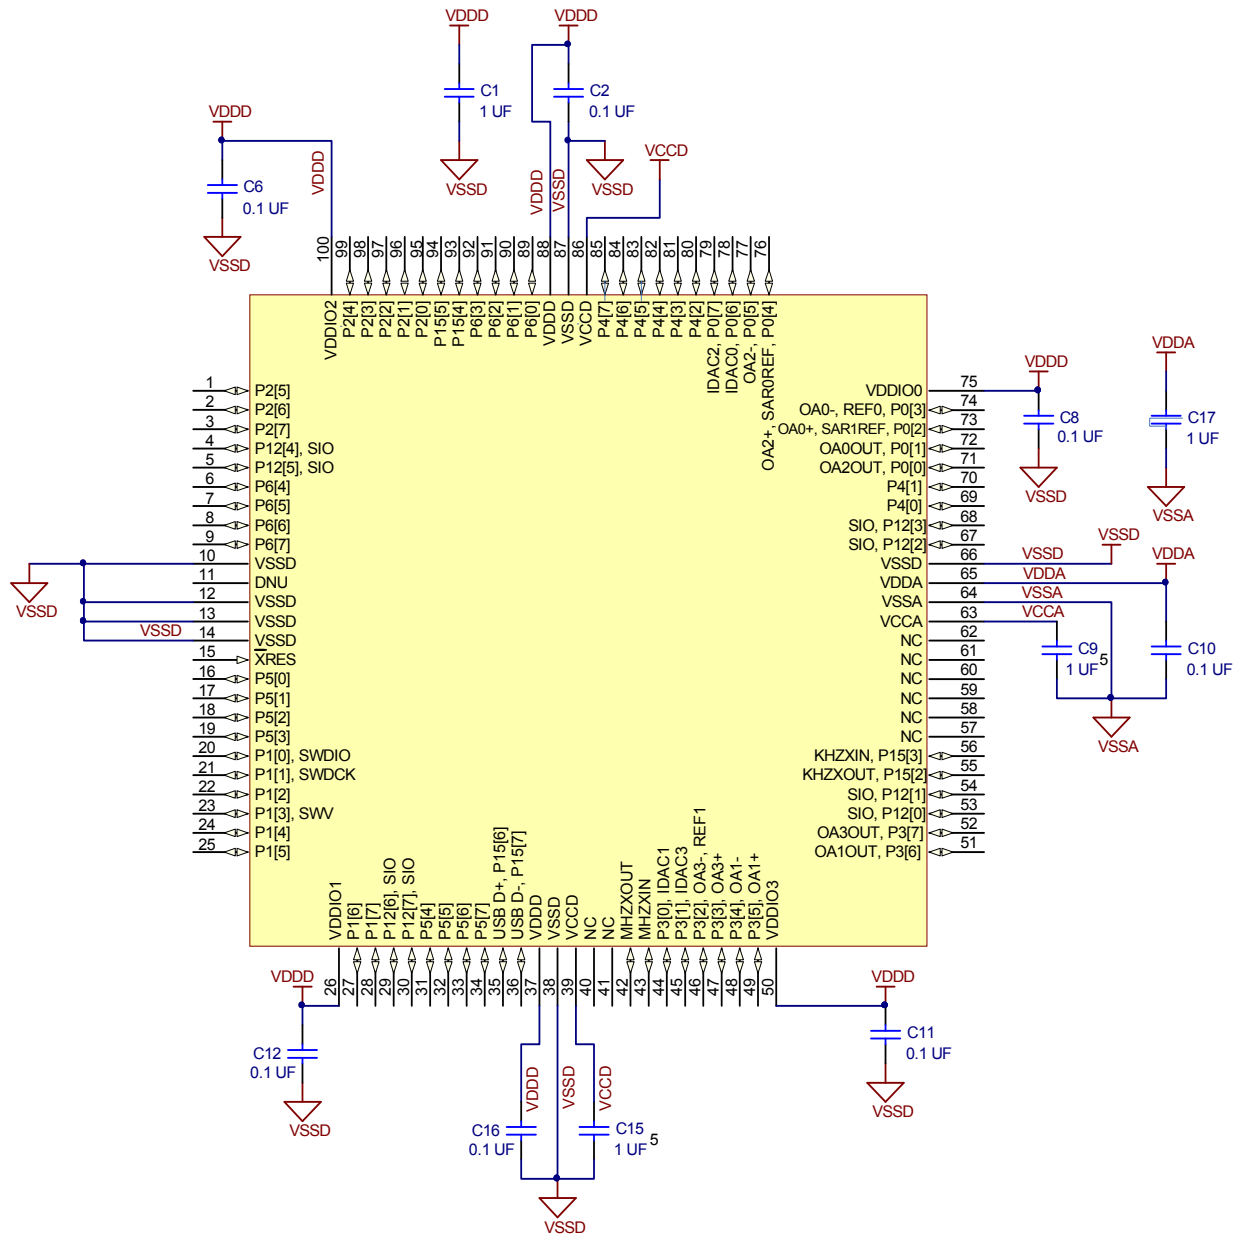 VDDD
VDDD
C1
1 UF
C2
0.1 UF
VDDD
VCCD
VSSD
VSSD
C6
0.1 UF
VSSD
VDDD
VDDD
VSSD
100
99
98
97
96
95
94
93
92
91
90
89
88
87
86
85
84
83
82
81
80
79
78
77
76
VDDIO2
P2[4]
P2[3]
P2[2]
P2[1]
P2[0]
P15[5]
P15[4]
P6[3]
P6[2]
P6[1]
P6[0]
VDDD
VSSD
VCCD
P4[7]
P4[6]
P4[5]
P4[4]
P4[3]
P4[2]
IDAC2, P0[7]
IDAC0, P0[6]
OA2-, P0[5]
OA2+, SAR0REF, P0[4]
1 P2[5]
2 P2[6]
3 P2[7]
4 P12[4], SIO
5 P12[5], SIO
6 P6[4]
7 P6[5]
8 P6[6]
9 P6[7]
10 VSSD
11 DNU
12 VSSD
13 VSSD
VSSD 14 VSSD
VSSD
15 XRES
16 P5[0]
17 P5[1]
18 P5[2]
19 P5[3]
20 P1[0], SWDIO
21 P1[1], SWDCK
22 P1[2]
23 P1[3], SWV
24 P1[4]
25 P1[5]
VDDIO0 75
OA0-, REF0, P0[3] 74
OA0+, SAR1REF, P0[2] 73
OA0OUT, P0[1] 72
OA2OUT, P0[0] 71
P4[1] 70
P4[0] 69
SIO, P12[3] 68
SIO, P12[2] 67
VSSD 66 VSSD
VDDA 65 VDDA
VSSA 64 VSSA
VCCA 63 VCCA
NC 62
NC 61
NC 60
NC 59
NC 58
NC 57
KHZXIN, P15[3] 56
KHZXOUT, P15[2] 55
SIO, P12[1] 54
SIO, P12[0] 53
OA3OUT, P3[7] 52
OA1OUT, P3[6] 51
VDDD
C8
0.1 UF
VSSD
VDDA
C17
1 UF
VSSA
VSSD
VDDA
C9
1 UF 5
C10
0.1 UF
VSSA
VDDIO1
P1[6]
P1[7]
P12[6], SIO
P12[7], SIO
P5[4]
P5[5]
P5[6]
P5[7]
USB D+, P15[6]
USB D-, P15[7]
VDDD
VSSD
VCCD
NC
NC
MHZXOUT
MHZXIN
P3[0], IDAC1
P3[1], IDAC3
P3[2], OA3-, REF1
P3[3], OA3+
P3[4], OA1-
P3[5], OA1+
VDDIO3
26
27
28
29
30
31
32
33
34
35
36
37
38
39
40
41
42
43
44
45
46
47
48
49
50
VDDD
C12
0.1 UF
VSSD
VDDD
VSSD
VCCD
C16
0.1 UF
C15
1 UF 5
VSSD
VDDD
C11
0.1 UF
VSSD